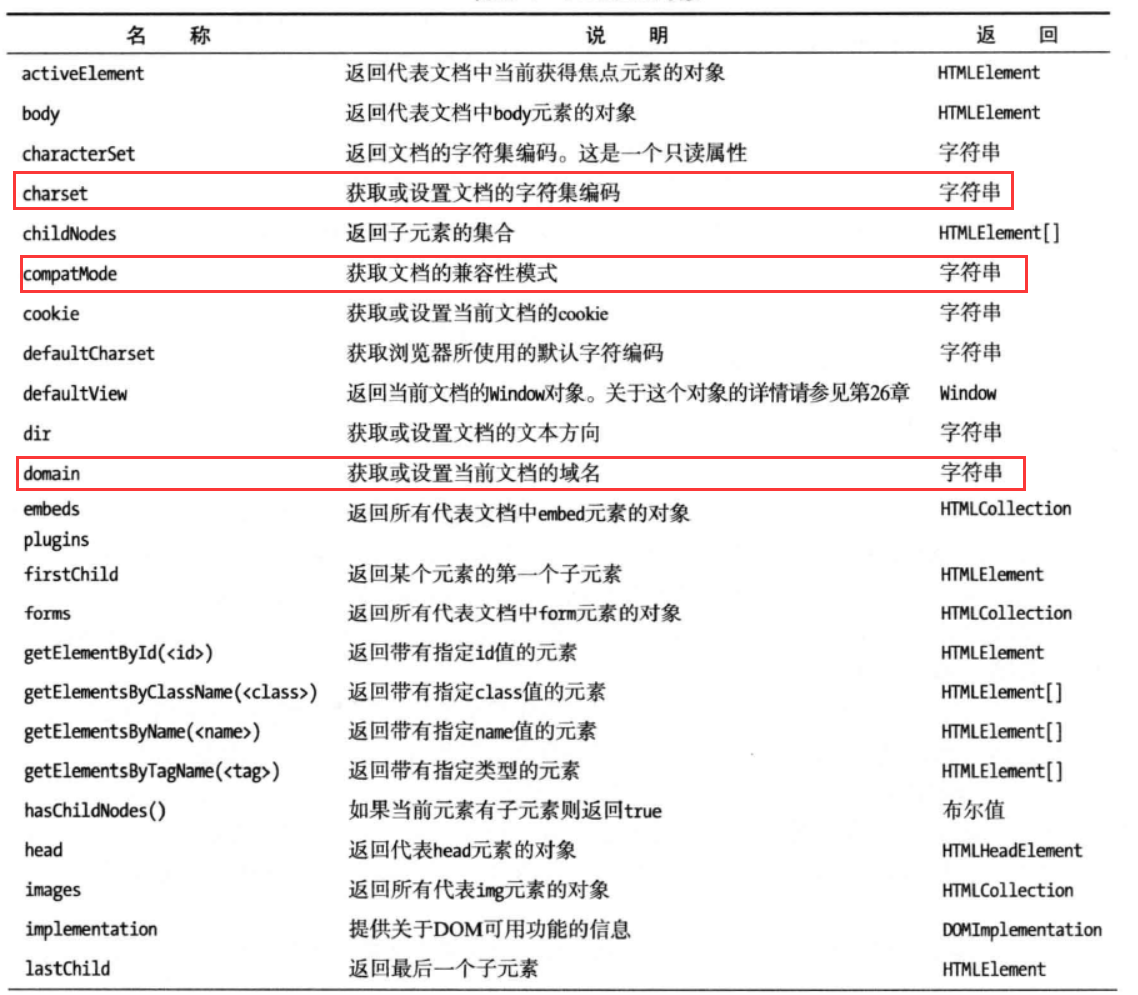 名 称 说 明 返 回
activeElement 返回代表文档中当前获得焦点元素的对象 HTMLElement
body 返回代表文档中body元素的对象 HTMLElement
characterSet 返回文档的字符集编码。这是一个只读属性 字符串
charset 获取或设置文档的字符集编码 字符串
childNodes 返回子元素的集合 HTMLElement[]
compatMode 获取文档的兼容性模式 字符串
cookie 获取或设置当前文档的cookie 字符串
defaultCharset 获取浏览器所使用的默认字符编码 字符串
defaultView 返回当前文档的Window对象。关于这个对象的详情请参见第26章 Window
dir 获取或设置文档的文本方向 字符串
domain 获取或设置当前文档的域名 字符串
embeds 返回所有代表文档中embed元素的对象 HTMLCollection
plugins
firstChild 返回某个元素的第一个子元素 HTMLElement
forms 返回所有代表文档中form元素的对象 HTMLCollection
getElementById(<id>) 返回带有指定id值的元素 HTMLElement
getElementsByClassName(<class>) 返回带有指定class值的元素 HTMLElement[]
getElementsByName(<name>) 返回带有指定name值的元素 HTMLElement[]
getElementsByTagName(<tag>) 返回带有指定类型的元素 HTMLElement[]
hasChildNodes() 如果当前元素有子元素则返回true 布尔值
head 返回代表head元素的对象 HTMLHeadElement
images 返回所有代表img元素的对象 HTMLCollection
implementation 提供关于DOM可用功能的信息 DOMImplementation
lastChild 返回最后一个子元素 HTMLElement